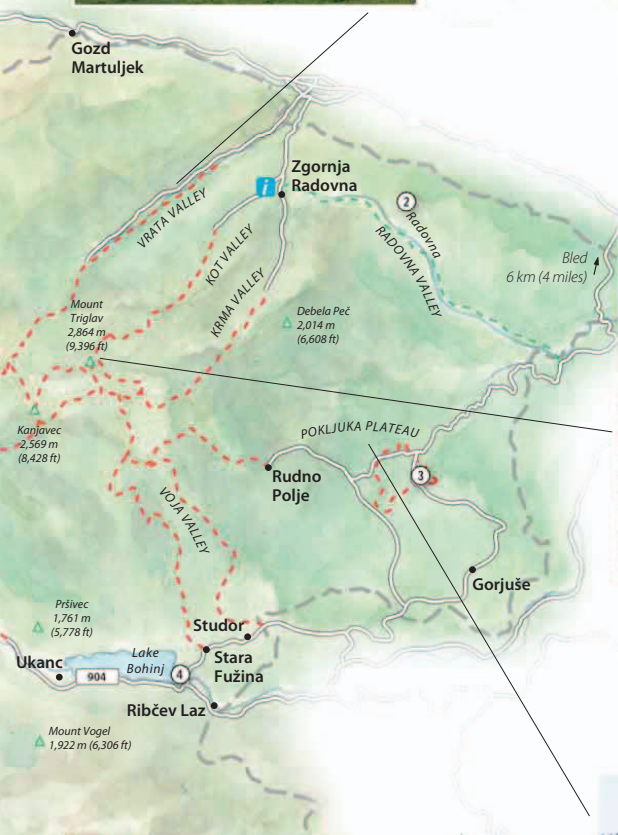 Gozd
Martuljek
Zgornja
Radovna
i
2
Radovna
VRATA VALLEY
KOT VALLEY
RADOVNA VALLEY
Bled
6 km (4 miles)
KRMA VALLEY
Mount
Triglav
2,864 m
(9,396 ft)
Debela Peč
2,014 m
(6,608 ft)
Kanjavec
2,569 m
(8,428 ft)
POKLJUKA PLATEAU
Rudno
Polje
3
VOJA VALLEY
Gorjuše
Pršivec
1,761 m
(5,778 ft)
Studor
Ukanc
Lake
Bohinj
Stara
Fužina
904
4
Ribčev Laz
Mount Vogel
1,922 m (6,306 ft)